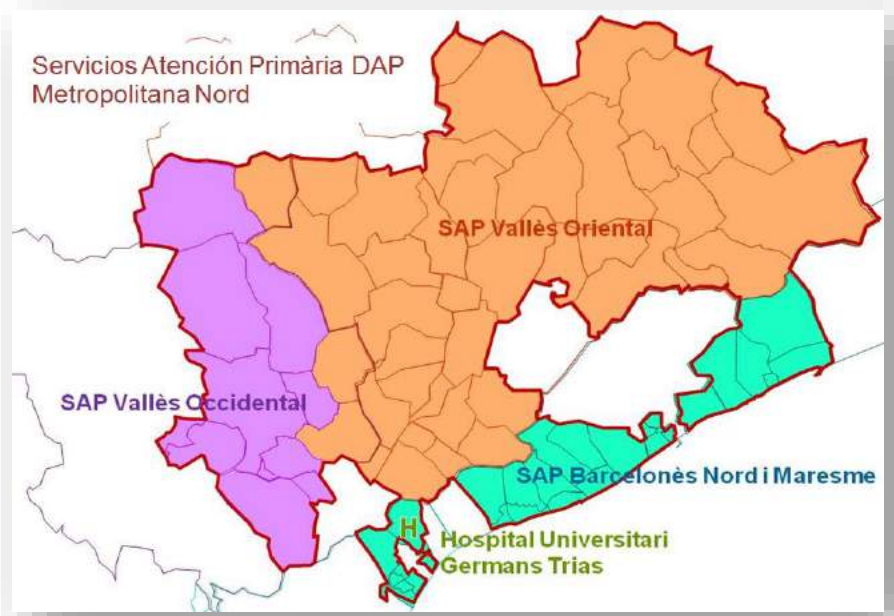 Servicios Atención Primària DAP
Metropolitana Nord
SAP Vallès Oriental
SAP Vallès Occidental
SAP Barcelonès Nord i Maresme
H
Hospital Universitari
Germans Trias